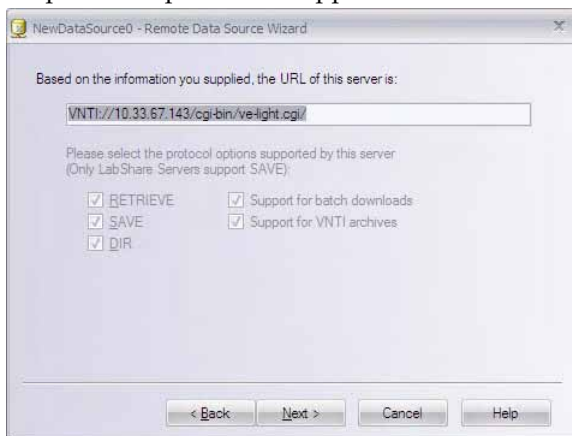 NewDataSource0 - Remote Data Source Wizard
Based on the information you supplied, the URL of this server is:
VNTI://10.33.67.143/cgi-bin/ve-light.cgi/
Please select the protocol options supported by this server
(Only LabShare Servers support SAVE):
RETRIEVE Support for batch downloads
SAVE Support for VNTI archives
DIR
< Back Next > Cancel Help